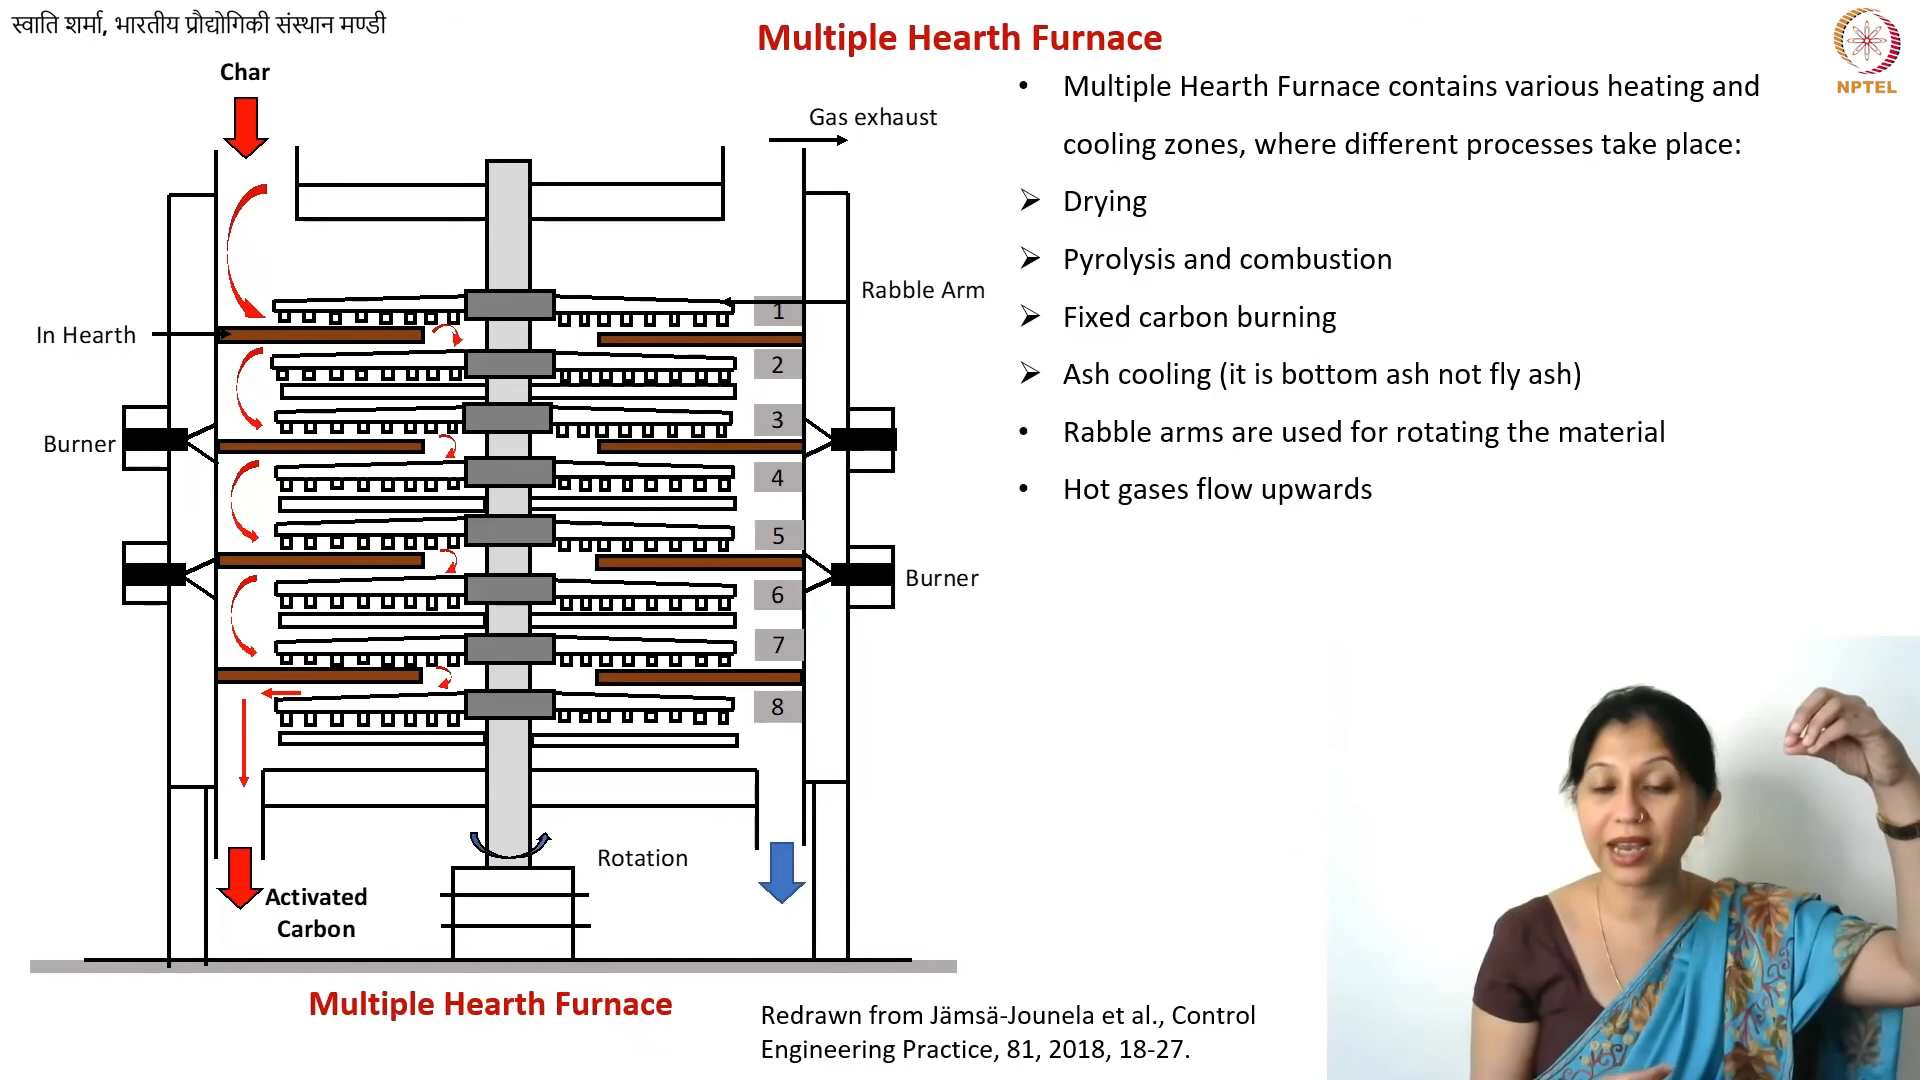 स्वाति शर्मा, भारतीय प्रौद्योगिकी संस्थान मण्डी
Multiple Hearth Furnace
NPTEL
Char
Gas exhaust
Rabble Arm
In Hearth
Burner
Burner
1
2
3
4
5
6
7
8
Rotation
Activated
Carbon
Multiple Hearth Furnace
Redrawn from Jämsä-Jounela et al., Control
Engineering Practice, 81, 2018, 18-27.
• Multiple Hearth Furnace contains various heating and
cooling zones, where different processes take place:
➢ Drying
➢ Pyrolysis and combustion
➢ Fixed carbon burning
➢ Ash cooling (it is bottom ash not fly ash)
• Rabble arms are used for rotating the material
• Hot gases flow upwards